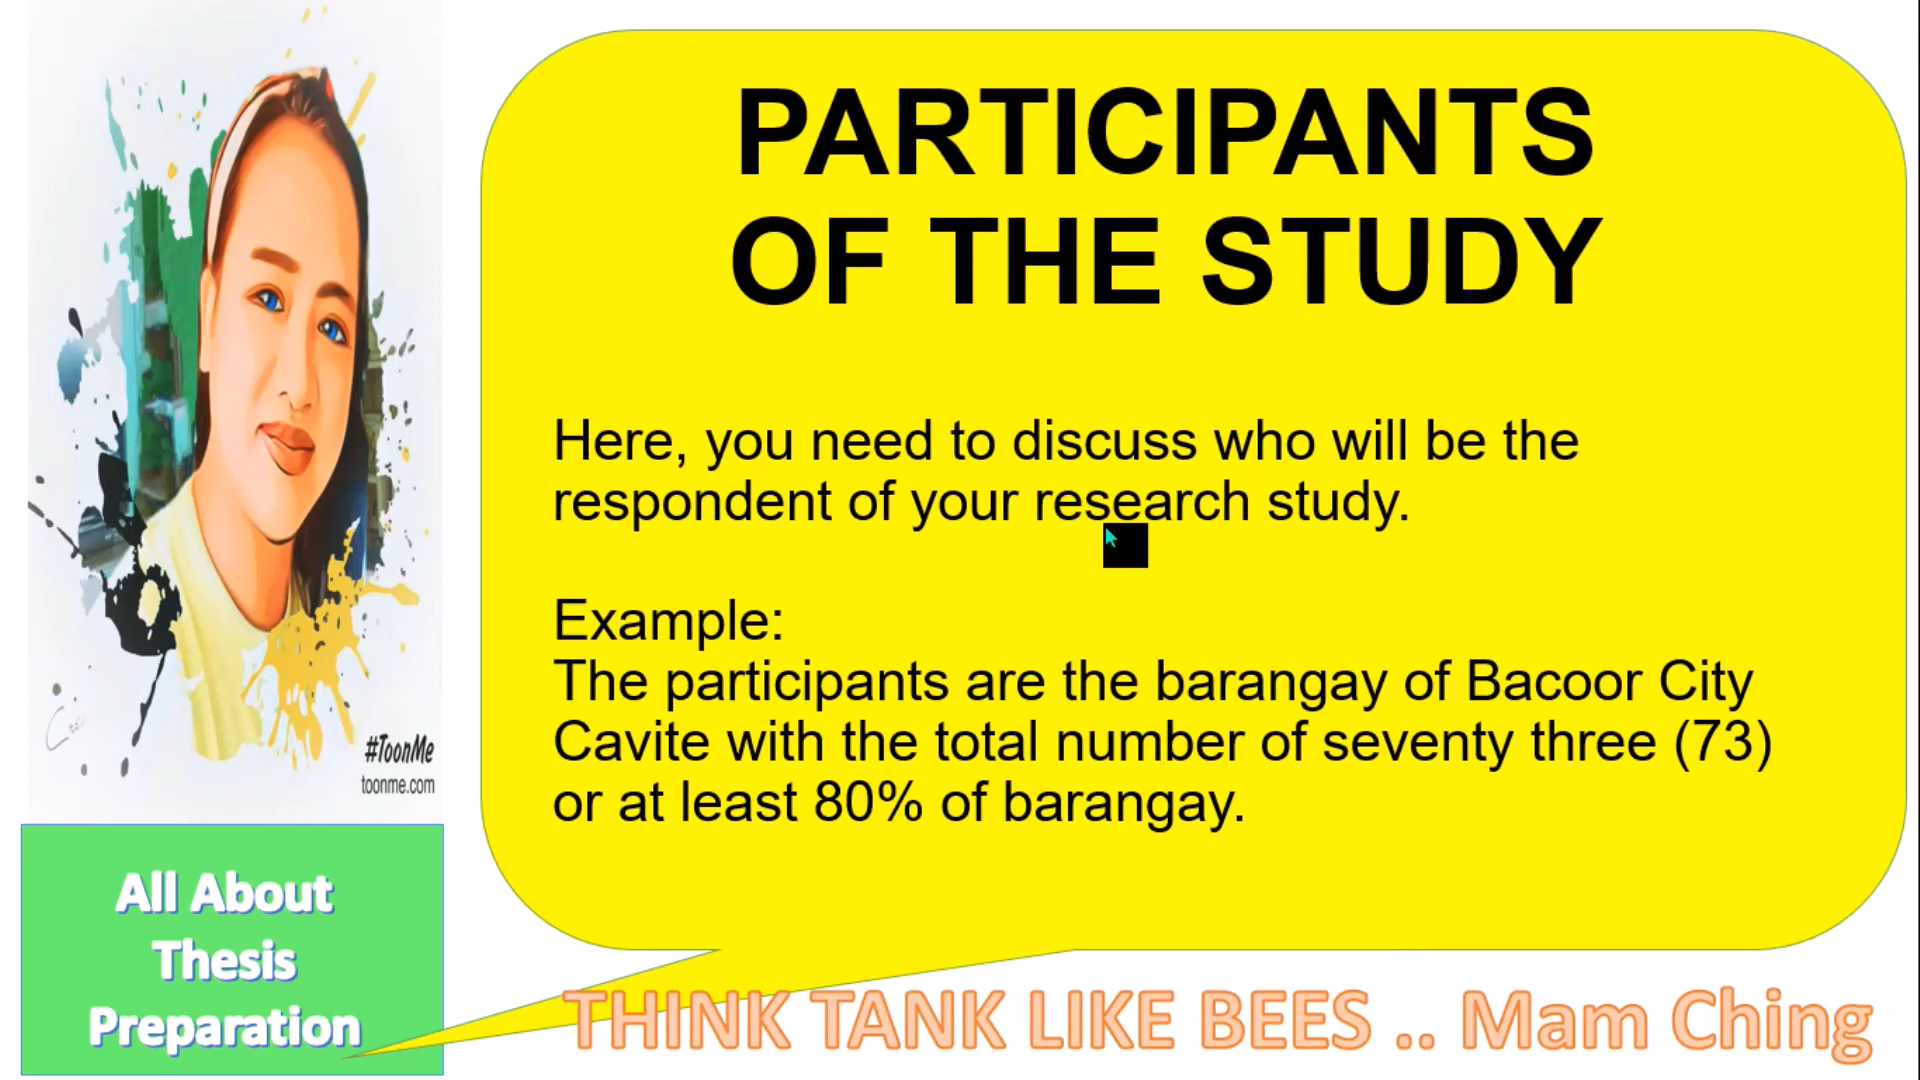 PARTICIPANTS
OF THE STUDY
Here, you need to discuss who will be the
respondent of your research study.
Example:
The participants are the barangay of Bacoor City
Cavite with the total number of seventy three (73)
or at least 80% of barangay.
#ToonMe
toonme.com
All About
Thesis
Preparation
THINK TANK LIKE BEES .. Mam Ching